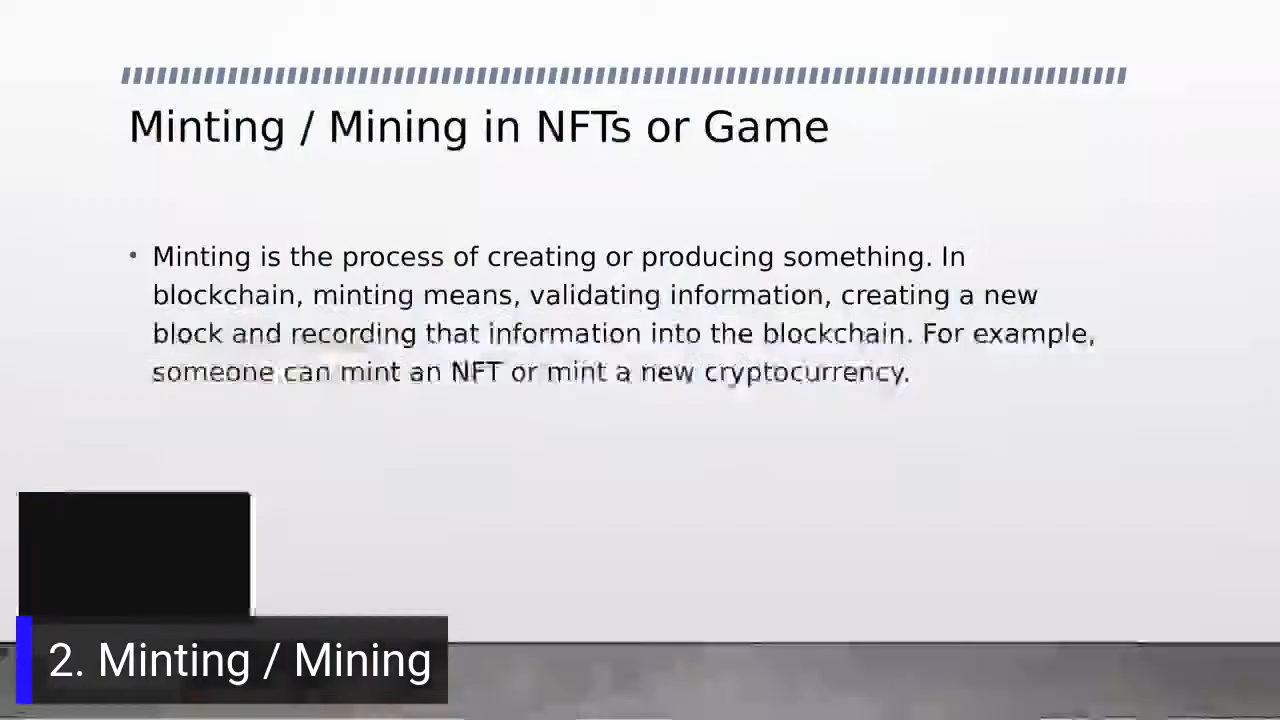 Minting / Mining in NFTs or Game
• Minting is the process of creating or producing something. In
blockchain, minting means, validating information, creating a new
block and recording that information into the blockchain. For example,
someone can mint an NFT or mint a new cryptocurrency.
2. Minting / Mining